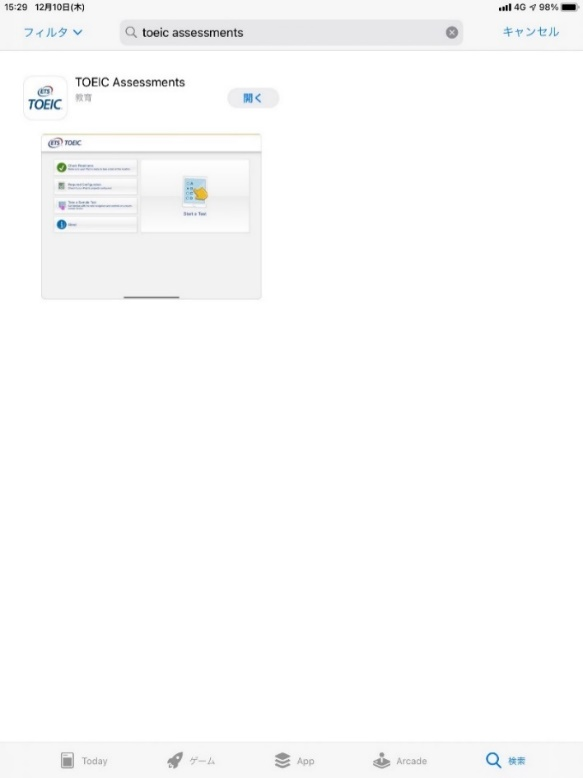 15:29 12月10日(木)
4G 98%
フィルタ
toeic assessments
キャンセル
ETS
TOEIC
TOEIC Assessments
教育
開く
ETS TOEIC
Start a Test
Today
ゲーム
App
Arcade
検索